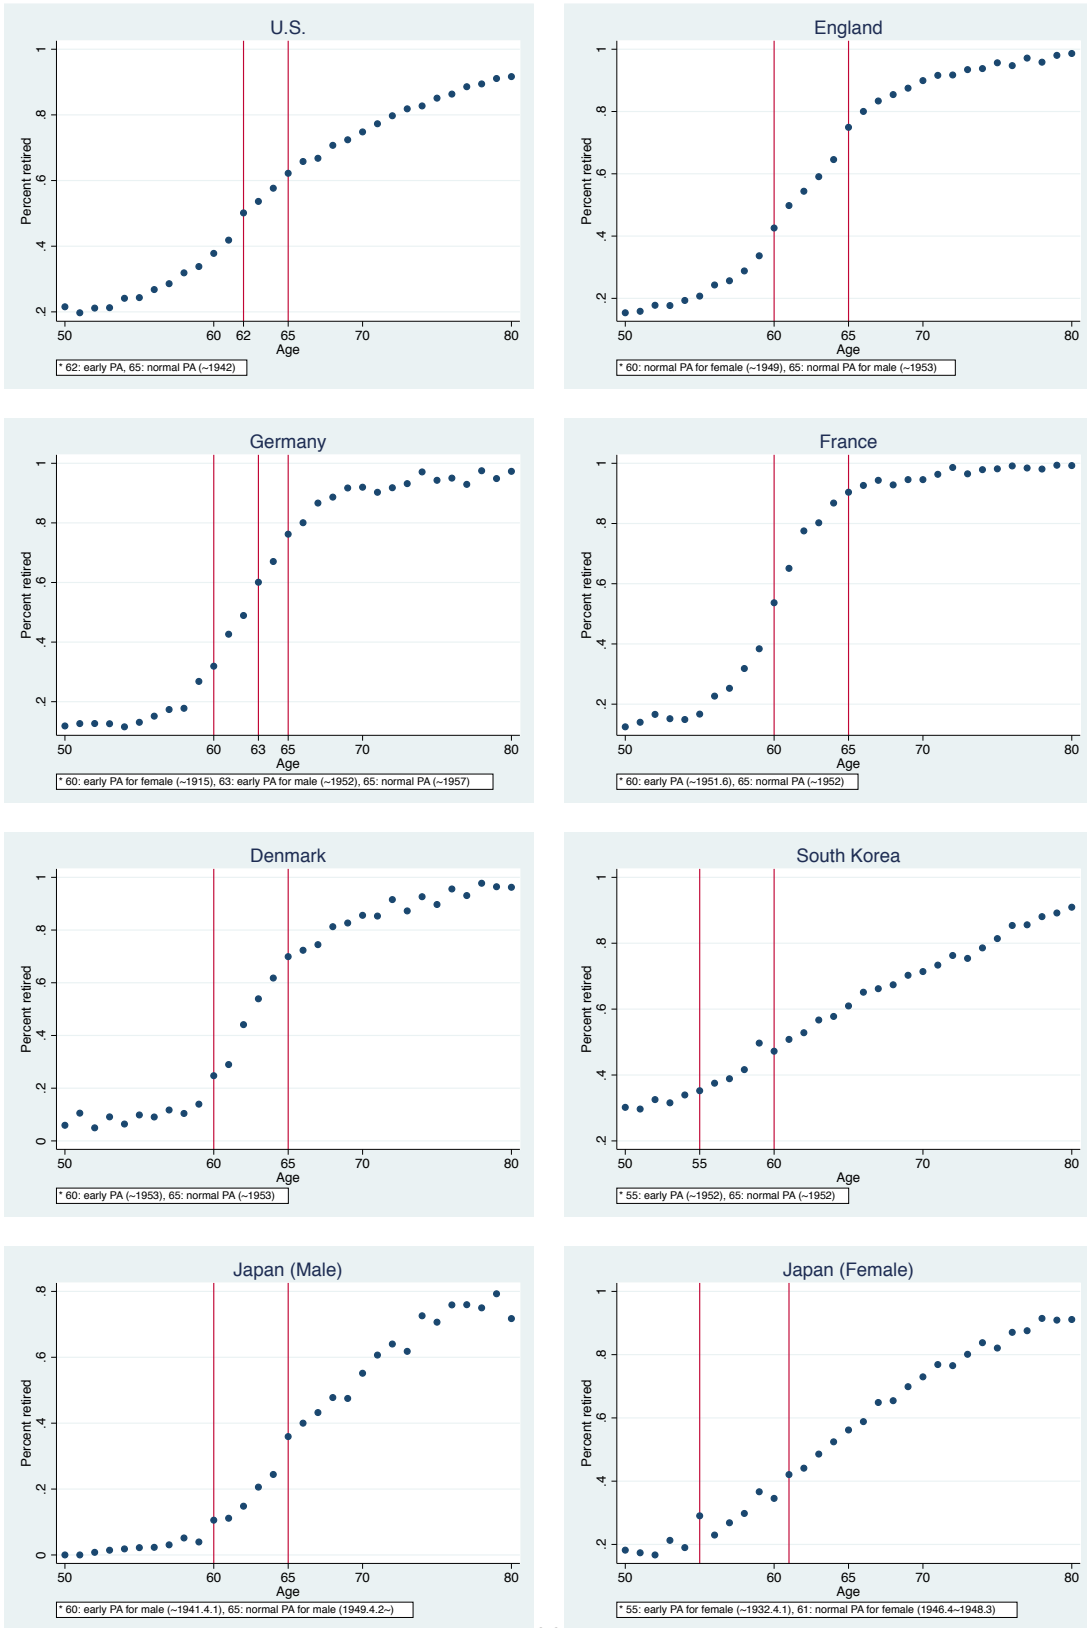 U.S.
Percent retired
1
.8
.6
.4
.2
50 60 62 65 70 80
Age
* 62: early PA, 65: normal PA (~1942)
England
Percent retired
1
.8
.6
.4
.2
50 60 65 70 80
Age
* 60: normal PA for female (~1949), 65: normal PA for male (~1953)
Germany
Percent retired
1
.8
.6
.4
.2
50 60 63 65 70 80
Age
* 60: early PA for female (~1915), 63: early PA for male (~1952), 65: normal PA (~1957)
France
Percent retired
1
.8
.6
.4
.2
50 60 65 70 80
Age
* 60: early PA (~1951.6), 65: normal PA (~1952)
Denmark
Percent retired
1
.8
.6
.4
.2
0
50 60 65 70 80
Age
* 60: early PA (~1953), 65: normal PA (~1953)
South Korea
Percent retired
1
.8
.6
.4
.2
50 55 60 70 80
Age
* 55: early PA (~1952), 65: normal PA (~1952)
Japan (Male)
Percent retired
.8
.6
.4
.2
0
50 60 65 70 80
Age
* 60: early PA for male (~1941.4.1), 65: normal PA for male (1949.4.2~)
Japan (Female)
Percent retired
1
.8
.6
.4
.2
50 55 60 65 70 80
Age
* 55: early PA for female (~1932.4.1), 61: normal PA for female (1946.4~1948.3)